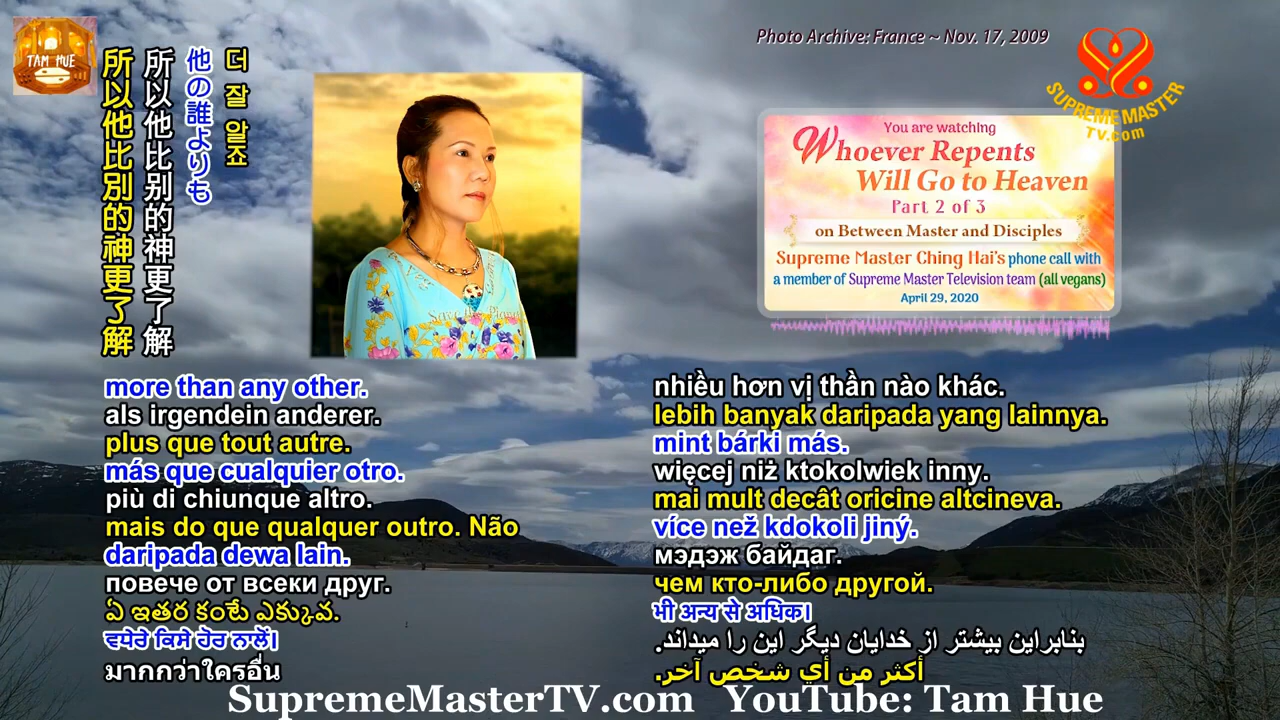 TAM HUE
Photo Archive: France ~ Nov. 17, 2009
SUPREME MASTER
TV.com
더 잘 알죠
他の誰よりも
所以他比别的神更了解
所以他比別的神更了解
You are watching
Whoever Repents
Will Go to Heaven
Part 2 of 3
on Between Master and Disciples
Supreme Master Ching Hai's phone call with
a member of Supreme Master Television team (all vegans)
April 29, 2020
Save the Planet
more than any other.
als irgendein anderer.
plus que tout autre.
más que cualquier otro.
più di chiunque altro.
mais do que qualquer outro. Não
daripada dewa lain.
повече от всеки друг.
ఏ ఇతర కంటే ఎక్కువ.
ਵਧੇਰੇ ਕਿਸੇ ਹੋਰ ਨਾਲੋਂ।
มากกว่าใครอื่น
nhiều hơn vị thần nào khác.
lebih banyak daripada yang lainnya.
mint bárki más.
więcej niż ktokolwiek inny.
mai mult decât oricine altcineva.
více než kdokoli jiný.
мэдэж байдаг.
чем кто-либо другой.
भी अन्य से अधिक।
بنابراین بیشتر از خدایان دیگر این را میداند.
أكثر من أي شخص آخر.
SupremeMasterTV.com YouTube: Tam Hue